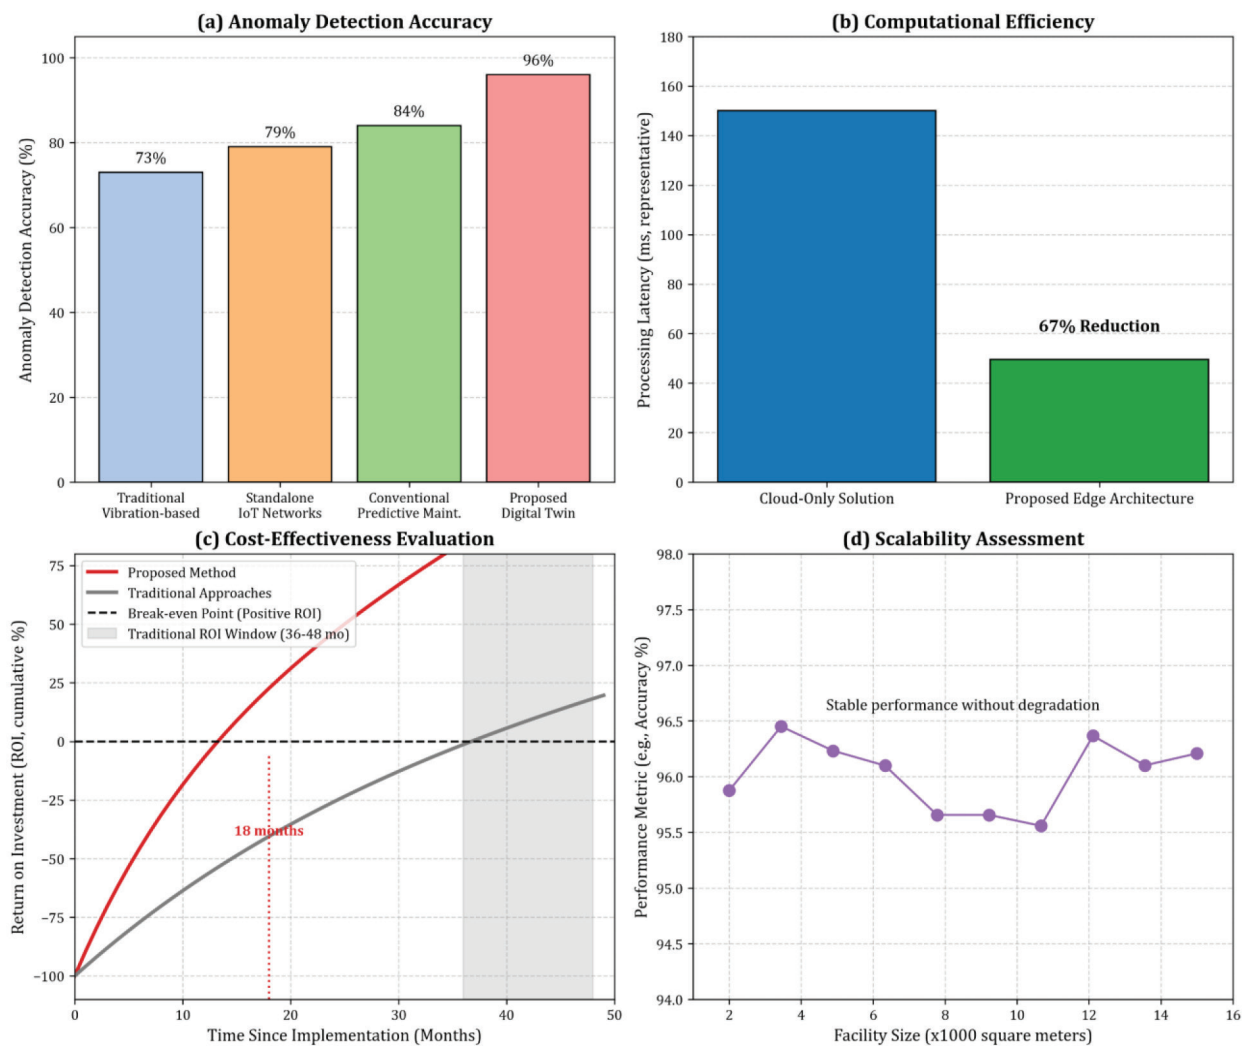 (a) Anomaly Detection Accuracy
Anomaly Detection Accuracy (%)
100
80
60
40
20
0
73%
79%
84%
96%
Traditional
Vibration-based
Standalone
IoT Networks
Conventional
Predictive Maint.
Proposed
Digital Twin
(b) Computational Efficiency
Processing Latency (ms, representative)
180
160
140
120
100
80
60
40
20
0
67% Reduction
Cloud-Only Solution
Proposed Edge Architecture
(c) Cost-Effectiveness Evaluation
Return on Investment (ROI, cumulative %)
75
50
25
0
−25
−50
−75
−100
Proposed Method
Traditional Approaches
Break-even Point (Positive ROI)
Traditional ROI Window (36-48 mo)
18 months
0
10
20
30
40
50
Time Since Implementation (Months)
(d) Scalability Assessment
Performance Metric (e.g., Accuracy %)
98.0
97.5
97.0
96.5
96.0
95.5
95.0
94.5
94.0
Stable performance without degradation
2
4
6
8
10
12
14
16
Facility Size (x1000 square meters)